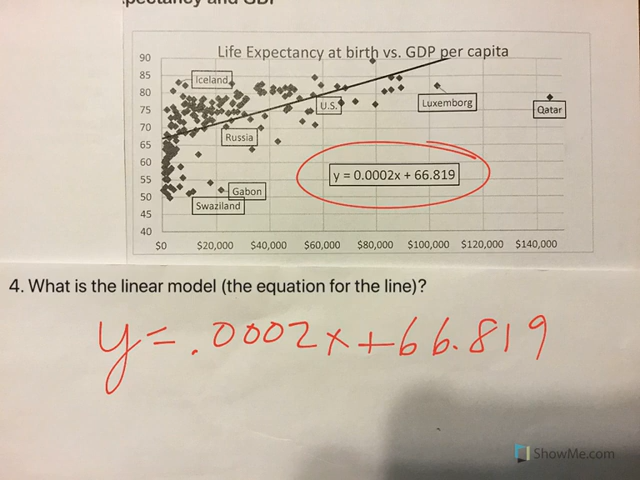 Life Expectancy at birth vs. GDP per capita
90
85
80
75
70
65
60
55
50
45
40
Iceland
U.S.
Luxemborg
Qatar
Russia
y = 0.0002x + 66.819
Gabon
Swaziland
$0 $20,000 $40,000 $60,000 $80,000 $100,000 $120,000 $140,000
4. What is the linear model (the equation for the line)?
y=.0002x+66.819
ShowMe.com